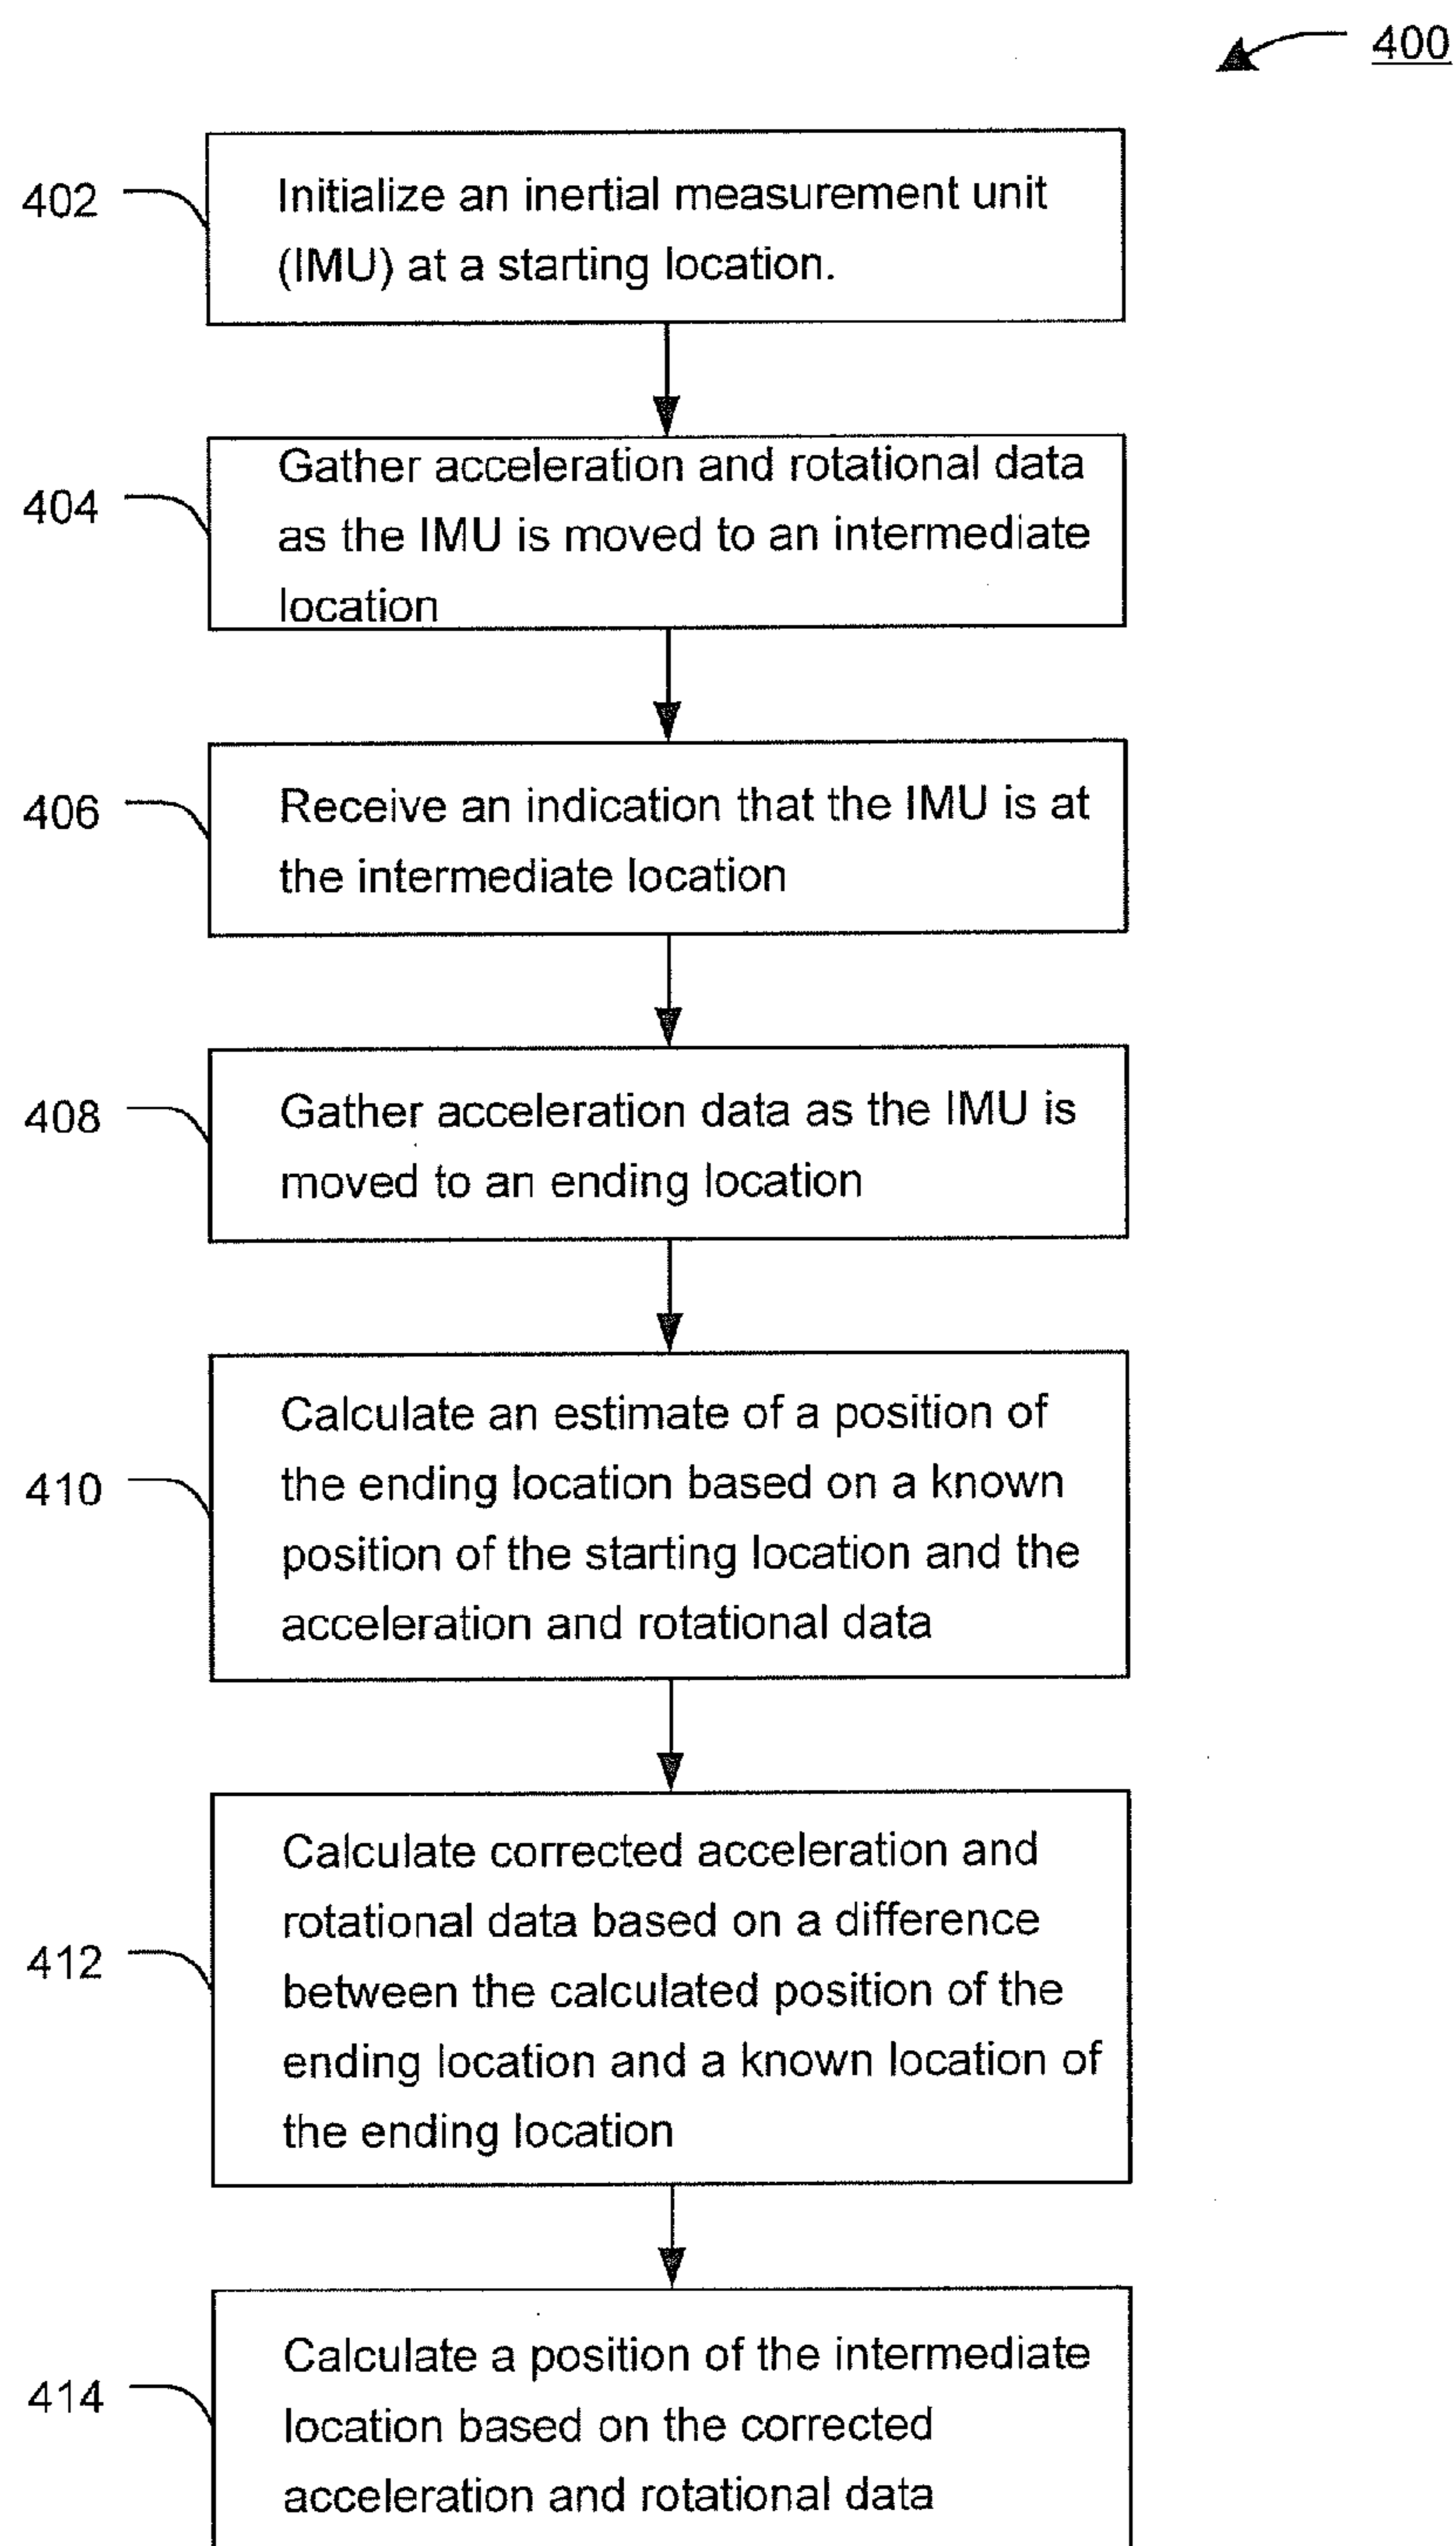 400
402
Initialize an inertial measurement unit
(IMU) at a starting location.
404
Gather acceleration and rotational data
as the IMU is moved to an intermediate
location
406
Receive an indication that the IMU is at
the intermediate location
408
Gather acceleration data as the IMU is
moved to an ending location
410
Calculate an estimate of a position of
the ending location based on a known
position of the starting location and the
acceleration and rotational data
412
Calculate corrected acceleration and
rotational data based on a difference
between the calculated position of the
ending location and a known location of
the ending location
414
Calculate a position of the intermediate
location based on the corrected
acceleration and rotational data